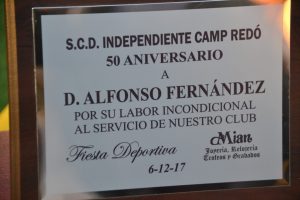 S.C.D. INDEPENDIENTE CAMP REDÓ
50 ANIVERSARIO
A
D. ALFONSO FERNÁNDEZ
POR SU LABOR INCONDICIONAL
AL SERVICIO DE NUESTRO CLUB
Fiesta Deportiva
6-12-17
Mian
Joyería, Relojería
Trofeos y Grabados